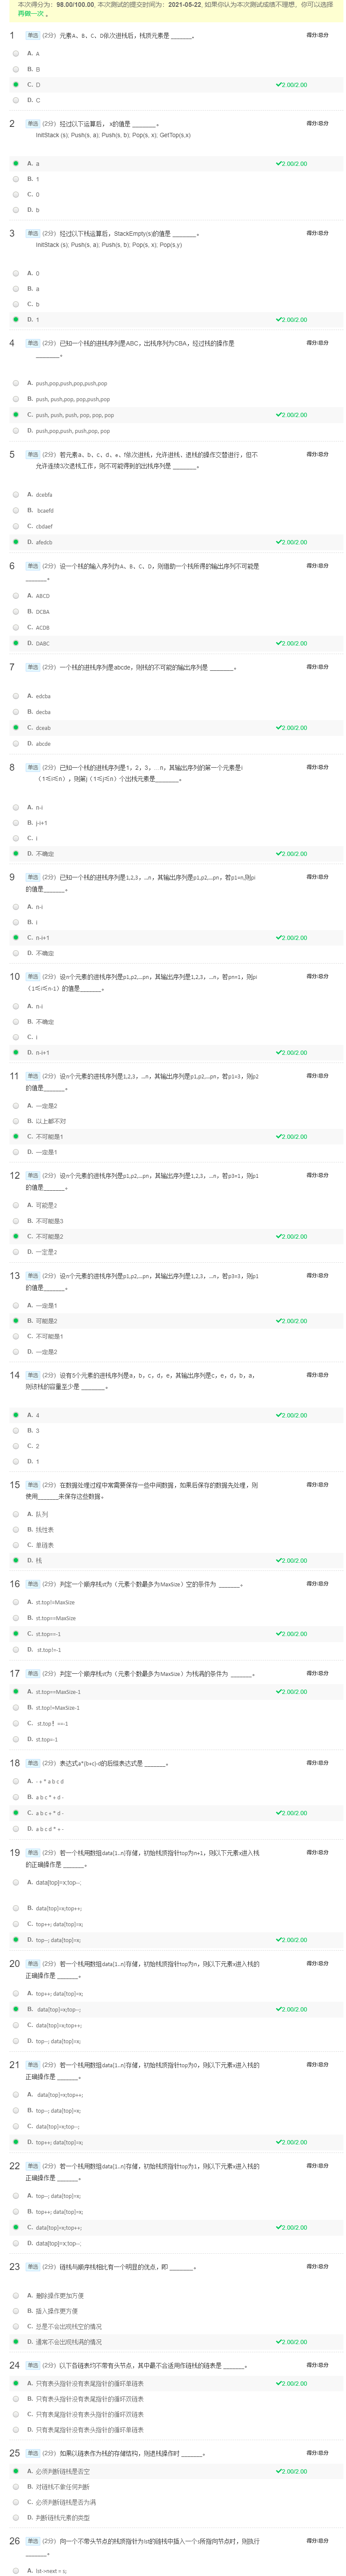 本次得分为：98.00/100.00, 本次测试的提交时间为：2021-05-22, 如果你认为本次测试成绩不理想，你可以选择
再做一次 。
1 单选 (2分) 元素A、B、C、D依次进栈后，栈顶元素是 _______。 得分/总分
A. A
B. B
C. D 2.00/2.00
D. C
2 单选 (2分) 经过以下运算后， x的值是 _______。 得分/总分
InitStack (s); Push(s, a); Push(s, b); Pop(s, x); GetTop(s,x)
A. a 2.00/2.00
B. 1
C. 0
D. b
3 单选 (2分) 经过以下栈运算后，StackEmpty(s)的值是 _______。 得分/总分
InitStack (s); Push(s, a); Push(s, b); Pop(s, x); Pop(s,y)
A. 0
B. a
C. b
D. 1 2.00/2.00
4 单选 (2分) 已知一个栈的进栈序列是ABC，出栈序列为CBA，经过栈的操作是 得分/总分
_______。
A. push,pop,push,pop,push,pop
B. push, push,pop, pop,push,pop
C. push, push, push, pop, pop, pop 2.00/2.00
D. push,pop,push, push,pop, pop
5 单选 (2分) 若元素a、b、c、d、e、f依次进栈，允许进栈、退栈的操作交替进行，但不 得分/总分
允许连续3次退栈工作，则不可能得到的出栈序列是 _______。
A. dcebfa
B. bcaefd
C. cbdaef
D. afedcb 2.00/2.00
6 单选 (2分) 设一个栈的输入序列为A、B、C、D，则借助一个栈所得的输出序列不可能是 得分/总分
_______。
A. ABCD
B. DCBA
C. ACDB
D. DABC 2.00/2.00
7 单选 (2分) 一个栈的进栈序列是abcde，则栈的不可能的输出序列是 _______。 得分/总分
A. edcba
B. decba
C. dceab 2.00/2.00
D. abcde
8 单选 (2分) 已知一个栈的进栈序列是1，2，3，…n，其输出序列的第一个元素是i 得分/总分
（1≤i≤n），则第j（1≤j≤n）个出栈元素是_______。
A. n-i
B. j-i+1
C. i
D. 不确定 2.00/2.00
9 单选 (2分) 已知一个栈的进栈序列是1,2,3，…n，其输出序列是p1,p2,…pn，若p1=n,则pi 得分/总分
的值是_______。
A. n-i
B. i
C. n-i+1 2.00/2.00
D. 不确定
10 单选 (2分) 设n个元素的进栈序列是p1,p2,…pn，其输出序列是1,2,3，…n，若pn=1，则pi 得分/总分
（1≤i≤n-1）的值是_______。
A. n-i
B. 不确定
C. i
D. n-i+1 2.00/2.00
11 单选 (2分) 设n个元素的进栈序列是1,2,3，…n，其输出序列是p1,p2,…pn，若p1=3，则p2 得分/总分
的值是_______。
A. 一定是2
B. 以上都不对
C. 不可能是1 2.00/2.00
D. 一定是1
12 单选 (2分) 设n个元素的进栈序列是p1,p2,…pn，其输出序列是1,2,3，…n，若p3=1，则p1 得分/总分
的值是_______。
A. 可能是2
B. 不可能是3
C. 不可能是2 2.00/2.00
D. 一定是2
13 单选 (2分) 设n个元素的进栈序列是p1,p2,…pn，其输出序列是1,2,3，…n，若p3=3，则p1 得分/总分
的值是_______。
A. 一定是1
B. 可能是2 2.00/2.00
C. 不可能是1
D. 一定是2
14 单选 (2分) 设有5个元素的进栈序列是a，b，c，d，e，其输出序列是c，e，d，b，a， 得分/总分
则该栈的容量至少是 _______。
A. 4 2.00/2.00
B. 3
C. 2
D. 1
15 单选 (2分) 在数据处理过程中常需要保存一些中间数据，如果后保存的数据先处理，则 得分/总分
使用_______来保存这些数据。
A. 队列
B. 线性表
C. 单链表
D. 栈 2.00/2.00
16 单选 (2分) 判定一个顺序栈st为（元素个数最多为MaxSize）空的条件为 _______。 得分/总分
A. st.top!=MaxSize
B. st.top==MaxSize
C. st.top==-1 2.00/2.00
D. st.top!=-1
17 单选 (2分) 判定一个顺序栈st为（元素个数最多为MaxSize）为栈满的条件为 _______。 得分/总分
A. st.top==MaxSize-1 2.00/2.00
B. st.top!=MaxSize-1
C. st.top！==-1
D. st.top=-1
18 单选 (2分) 表达式a*(b+c)-d的后缀表达式是 _______。 得分/总分
A. - + * a b c d
B. a b c * + d -
C. a b c + * d - 2.00/2.00
D. a b c d * + -
19 单选 (2分) 若一个栈用数组data[1..n]存储，初始栈顶指针top为n+1，则以下元素x进入栈 得分/总分
的正确操作是 _______。
A. data[top]=x;top--;
B. data[top]=x;top++;
C. top++; data[top]=x;
D. top--; data[top]=x; 2.00/2.00
20 单选 (2分) 若一个栈用数组data[1..n]存储，初始栈顶指针top为n，则以下元素x进入栈的 得分/总分
正确操作是 _______。
A. top++; data[top]=x;
B. data[top]=x;top--; 2.00/2.00
C. data[top]=x;top++;
D. top--; data[top]=x;
21 单选 (2分) 若一个栈用数组data[1..n]存储，初始栈顶指针top为0，则以下元素x进入栈的 得分/总分
正确操作是 _______。
A. data[top]=x;top++;
B. top--; data[top]=x;
C. data[top]=x;top--;
D. top++; data[top]=x; 2.00/2.00
22 单选 (2分) 若一个栈用数组data[1..n]存储，初始栈顶指针top为1，则以下元素x进入栈的 得分/总分
正确操作是 _______。
A. top--; data[top]=x;
B. top++; data[top]=x;
C. data[top]=x;top++; 2.00/2.00
D. data[top]=x;top--;
23 单选 (2分) 链栈与顺序栈相比有一个明显的优点，即 _______。 得分/总分
A. 删除操作更加方便
B. 插入操作更方便
C. 总是不会出现栈空的情况
D. 通常不会出现栈满的情况 2.00/2.00
24 单选 (2分) 以下各链表均不带有头节点，其中最不合适用作链栈的链表是 _______。 得分/总分
A. 只有表头指针没有表尾指针的循环单链表 2.00/2.00
B. 只有表头指针没有表尾指针的循环双链表
C. 只有表尾指针没有表头指针的循环双链表
D. 只有表尾指针没有表头指针的循环单链表
25 单选 (2分) 如果以链表作为栈的存储结构，则退栈操作时 _______。 得分/总分
A. 必须判断链栈是否空 2.00/2.00
B. 对链栈不做任何判断
C. 必须判断链栈是否为满
D. 判断链栈元素的类型
26 单选 (2分) 向一个不带头节点的栈顶指针为lst的链栈中插入一个s所指向节点时，则执行 得分/总分
_______。
A. lst->next = s;